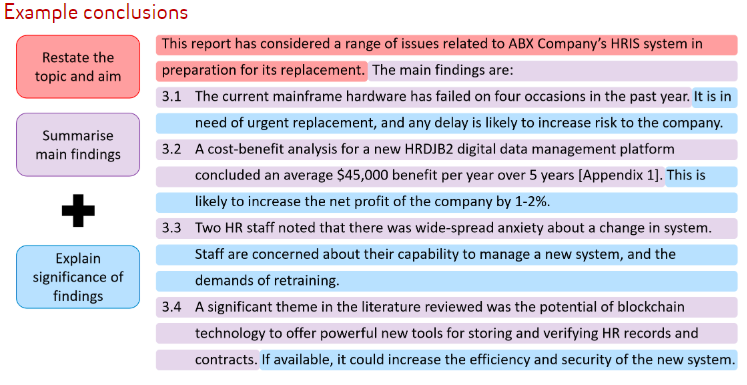 Example conclusions
Restate the
topic and aim
Summarise
main findings
Explain
significance of
findings
This report has considered a range of issues related to ABX Company's HRIS system in
preparation for its replacement. The main findings are:
3.1 The current mainframe hardware has failed on four occasions in the past year. It is in
need of urgent replacement, and any delay is likely to increase risk to the company.
3.2 A cost-benefit analysis for a new HRDJB2 digital data management platform
concluded an average $45,000 benefit per year over 5 years [Appendix 1]. This is
likely to increase the net profit of the company by 1-2%.
3.3 Two HR staff noted that there was wide-spread anxiety about a change in system.
Staff are concerned about their capability to manage a new system, and the
demands of retraining.
3.4 A significant theme in the literature reviewed was the potential of blockchain
technology to offer powerful new tools for storing and verifying HR records and
contracts. If available, it could increase the efficiency and security of the new system.